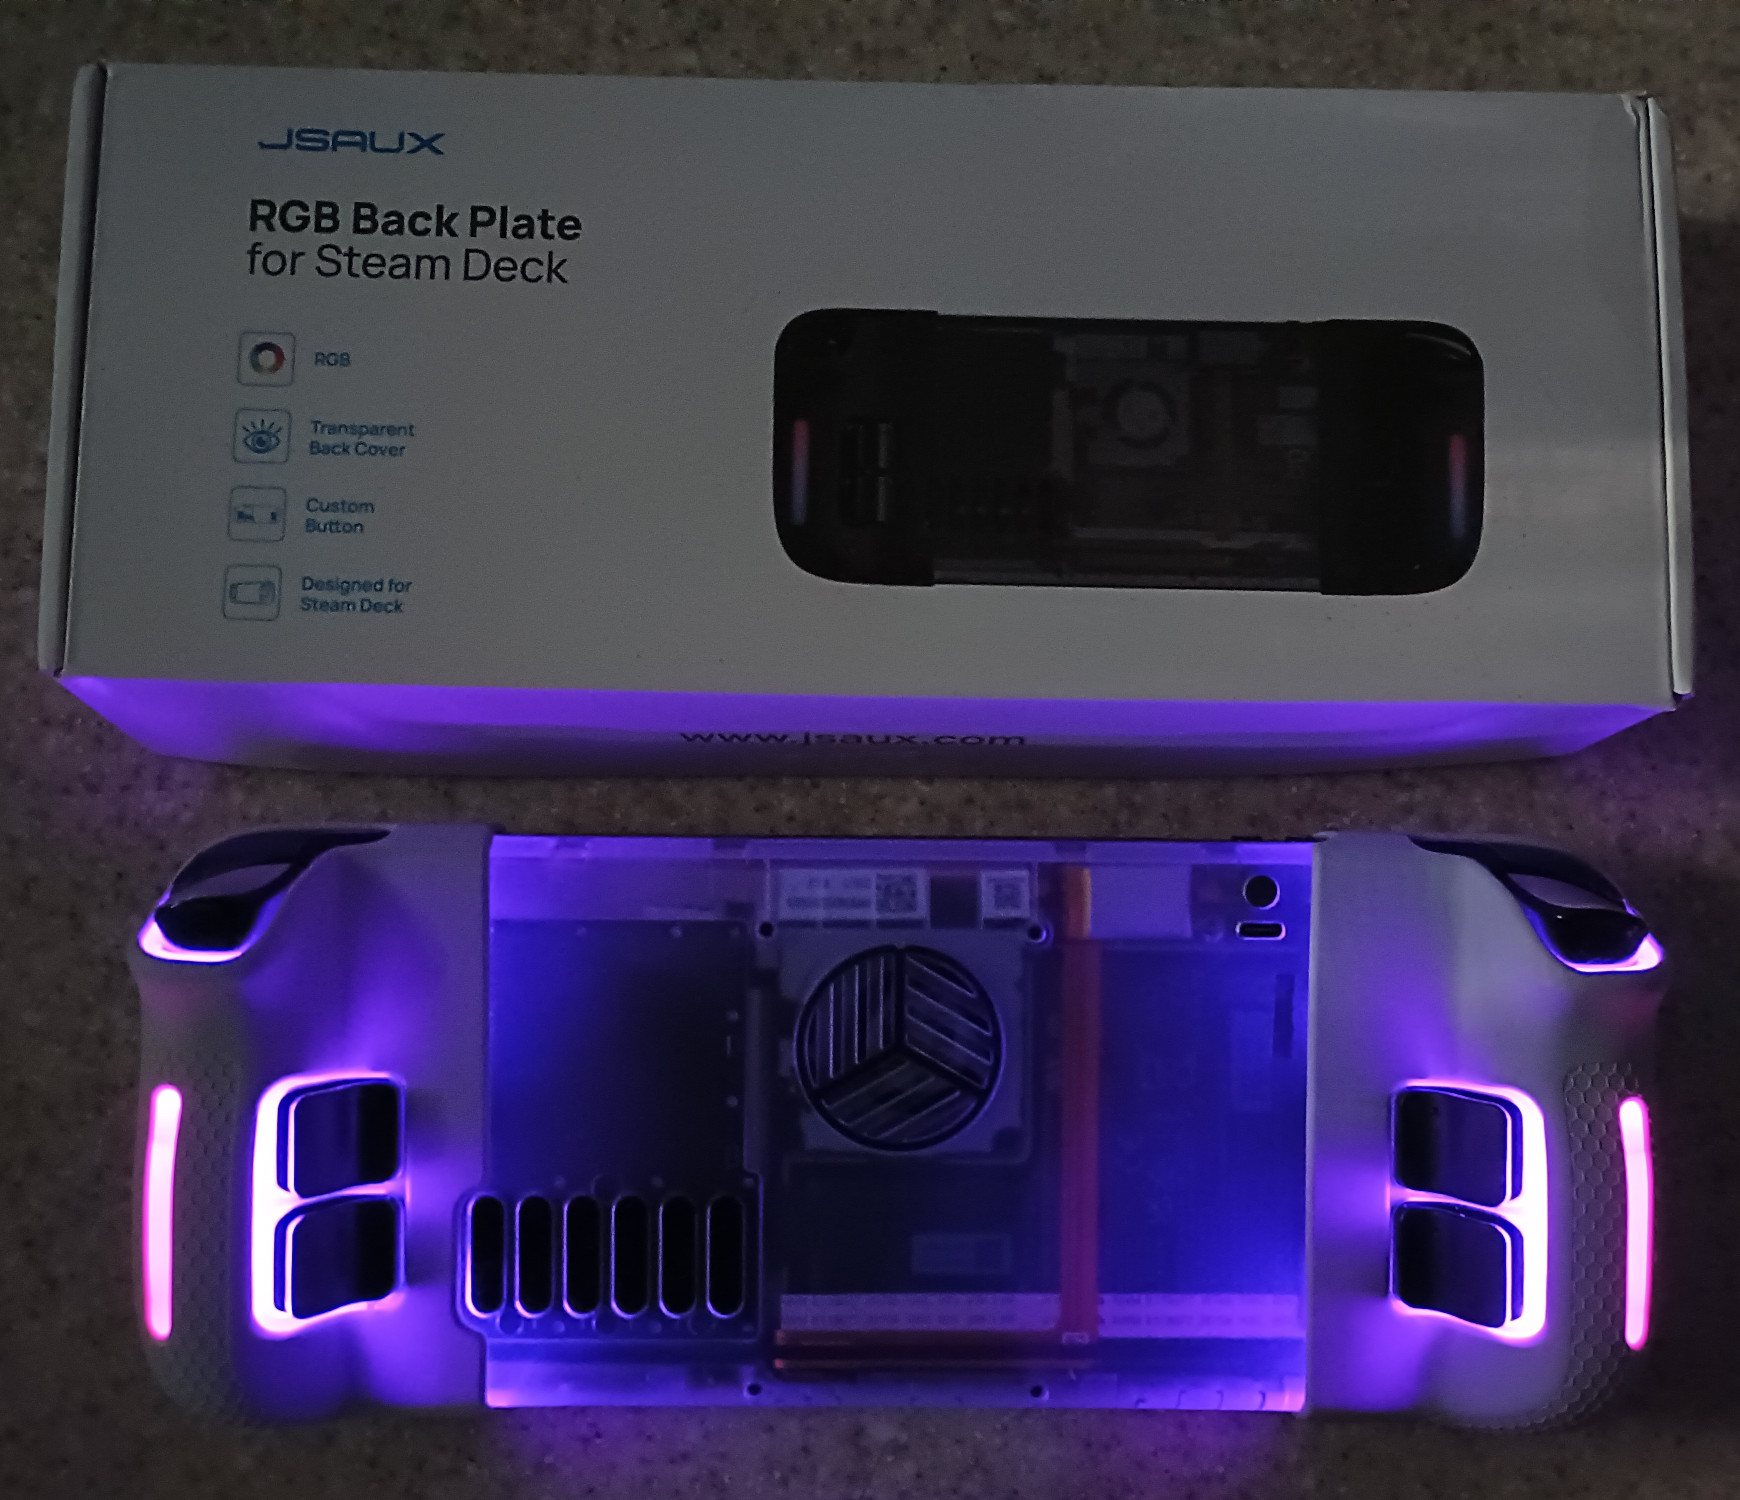 JSAUX
RGB Back Plate
for Steam Deck
RGB
Transparent
Back Cover
Custom
Button
Designed for
Steam Deck
www.jsaux.com